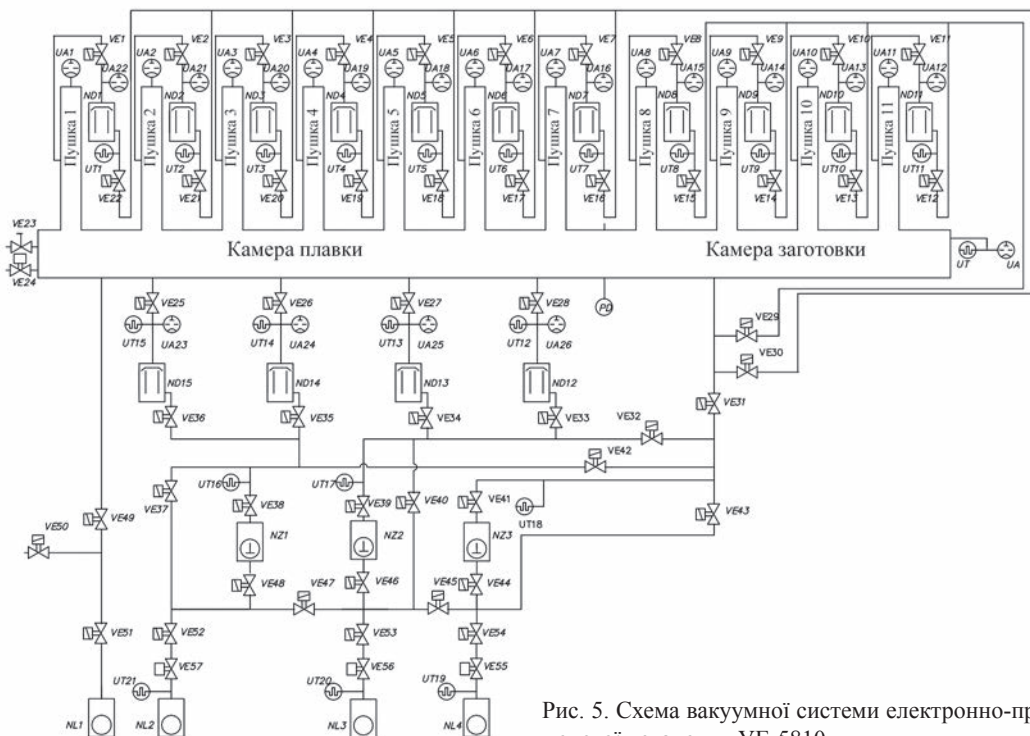 VE1 VE2 VE3 VE4 VE5 VE6 VE7 VE8 VE9 VE10 VE11
UA1 UA2 UA3 UA4 UA5 UA6 UA7 UA8 UA9 UA10 UA11
UA22 UA21 UA20 UA19 UA18 UA17 UA16 UA15 UA14 UA13 UA12
ND1 ND2 ND3 ND4 ND5 ND6 ND7 ND8 ND9 ND10 ND11
Пушка 1 Пушка 2 Пушка 3 Пушка 4 Пушка 5 Пушка 6 Пушка 7 Пушка 8 Пушка 9 Пушка 10 Пушка 11
UT1 UT2 UT3 UT4 UT5 UT6 UT7 UT8 UT9 UT10 UT11
VE22 VE21 VE20 VE19 VE18 VE17 VE16 VE15 VE14 VE13 VE12
VE23
Камера плавки Камера заготовки
UT UA
VE24
VE25 VE26 VE27 VE28 PD VE29
UT15 UA23 UT14 UA24 UT13 UA25 UT12 UA26
VE30
ND15 ND14 ND13 ND12
VE31
VE36 VE35 VE34 VE33 VE32
VE42
UT16 UT17
VE37 VE38 VE39 VE40 VE41
VE49 UT18 VE43
VE50
NZ1 NZ2 NZ3
VE48 VE47 VE46 VE45 VE44
VE51 VE52 VE53 VE54
VE57 VE56 VE55
UT21 UT20 UT19
NL1 NL2 NL3 NL4
Рис. 5. Схема вакуумної системи електронно-пр